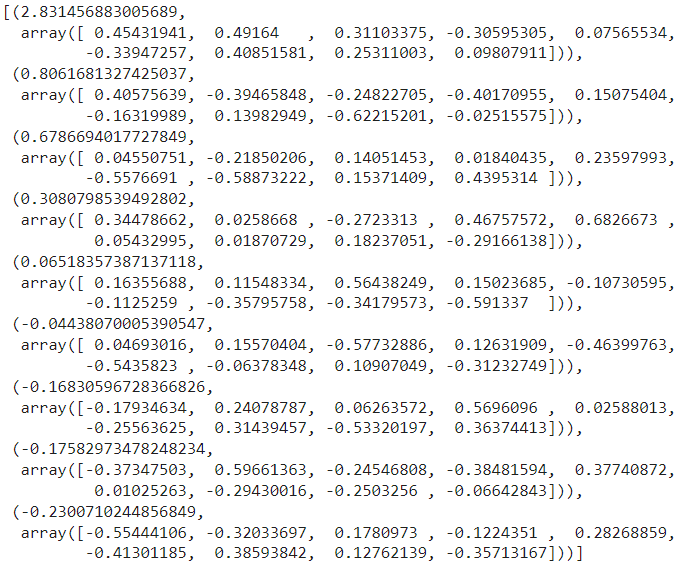 [(2.831456883005689,
array([ 0.45431941,  0.49164   ,  0.31103375, -0.30595305,  0.07565534,
-0.33947257,  0.40851581,  0.25311003,  0.09807911])),
(0.8061681327425037,
array([ 0.40575639, -0.39465848, -0.24822705, -0.40170955,  0.15075404,
-0.16319989,  0.13982949, -0.62215201, -0.02515575])),
(0.6786694017727849,
array([ 0.04550751, -0.21850206,  0.14051453,  0.01840435,  0.23597993,
-0.5576691 , -0.58873222,  0.15371409,  0.4395314 ])),
(0.3080798539492802,
array([ 0.34478662,  0.0258668 , -0.2723313 ,  0.46757572,  0.6826673 ,
0.05432995,  0.01870729,  0.18237051, -0.29166138])),
(0.06518357387137118,
array([ 0.16355688,  0.11548334,  0.56438249,  0.15023685, -0.10730595,
-0.1125259 , -0.35795758, -0.34179573, -0.591337  ])),
(-0.04438070005390547,
array([ 0.04693016,  0.15570404, -0.57732886,  0.12631909, -0.46399763,
-0.5435823 , -0.06378348,  0.10907049, -0.31232749])),
(-0.16830596728366826,
array([-0.17934634,  0.24078787,  0.06263572,  0.5696096 ,  0.02588013,
-0.25563625,  0.31439457, -0.53320197,  0.36374413])),
(-0.17582973478248234,
array([-0.37347503,  0.59661363, -0.24546808, -0.38481594,  0.37740872,
0.01025263, -0.29430016, -0.2503256 , -0.06642843])),
(-0.2300710244856849,
array([-0.55444106, -0.32033697,  0.1780973 , -0.1224351 ,  0.28268859,
-0.41301185,  0.38593842,  0.12762139, -0.35713167]))]